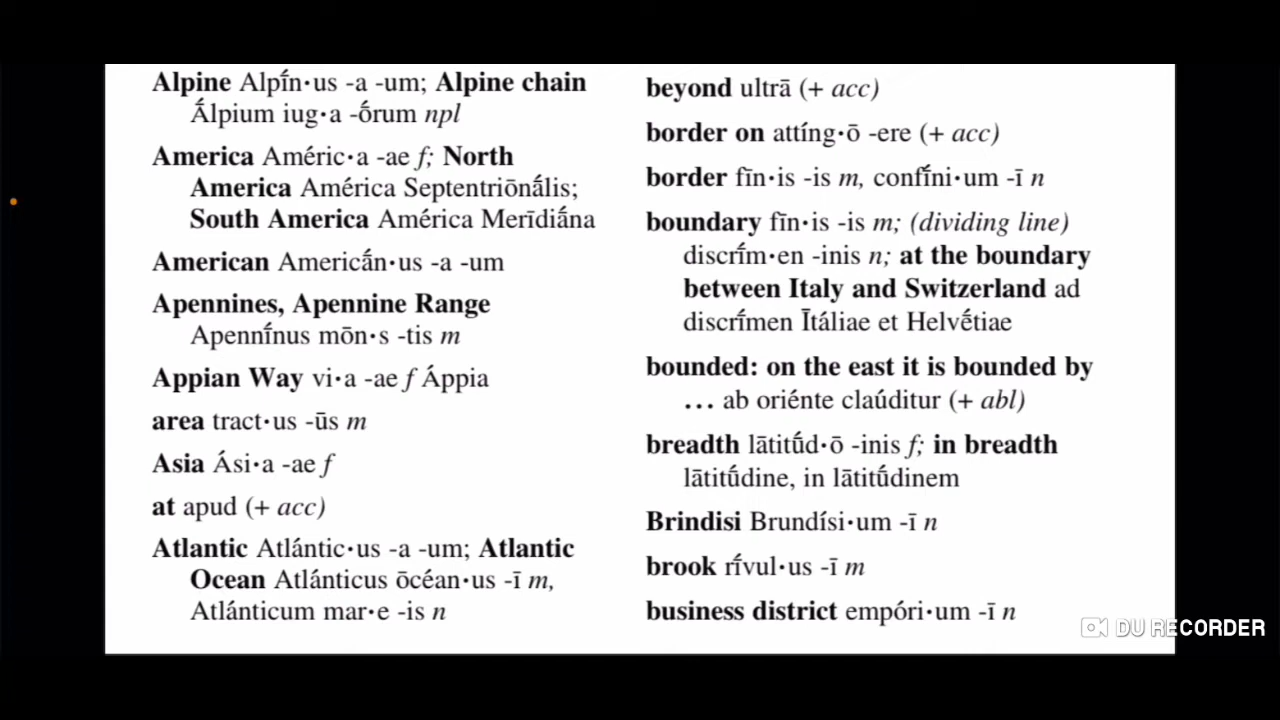 Alpine Alpī́n·us -a -um; Alpine chain
Ā́lpium iug·a -ṓrum npl
America Améric·a -ae f; North
America América Septentriōnā́lis;
South America América Merīdiā́na
American Americā́n·us -a -um
Apennines, Apennine Range
Apennī́nus mōn·s -tis m
Appian Way vi·a -ae f Áppia
area tract·us -ūs m
Asia Ási·a -ae f
at apud (+ acc)
Atlantic Atlántic·us -a -um; Atlantic
Ocean Atlánticus ōcéan·us -ī m,
Atlánticum mar·e -is n
beyond ultrā (+ acc)
border on attíng·ō -ere (+ acc)
border fīn·is -is m, confī́ni·um -ī n
boundary fīn·is -is m; (dividing line)
discrī́m·en -inis n; at the boundary
between Italy and Switzerland ad
discrī́men Ītáliae et Helvḗtiae
bounded: on the east it is bounded by
… ab oriénte claúditur (+ abl)
breadth lātitū́d·ō -inis f; in breadth
lātitū́dine, in lātitū́dinem
Brindisi Brundísi·um -ī n
brook rī́vul·us -ī m
business district empóri·um -ī n
DU RECORDER